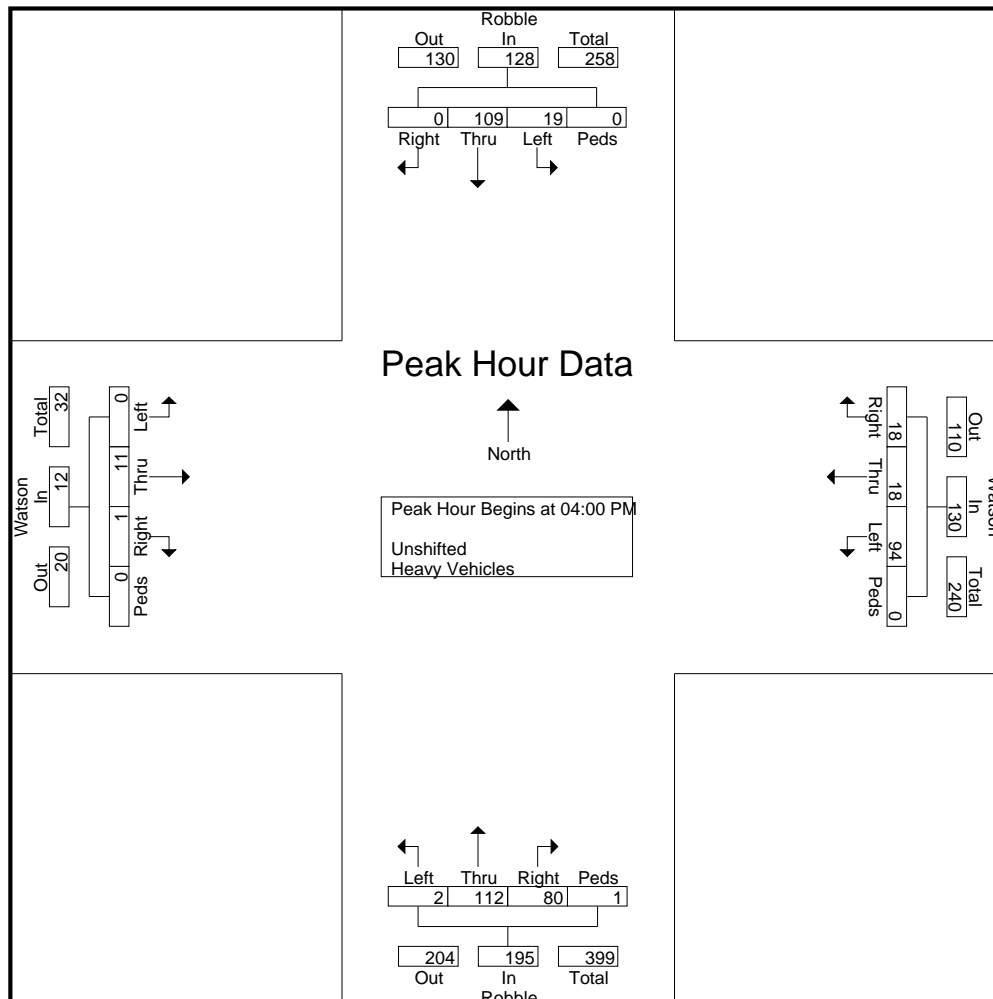 Robble
Out In Total
130 128 258
0 109 19 0
Right Thru Left Peds
Peak Hour Data
North
Peak Hour Begins at 04:00 PM
Unshifted
Heavy Vehicles
Watson
Total In Out
32 12 20
0 11 1 0
Left Thru Right Peds
Right Thru Left Peds
18 18 94 0
Out In Total
110 130 240
Watson
Left Thru Right Peds
2 112 80 1
204 195 399
Out In Total
Robble